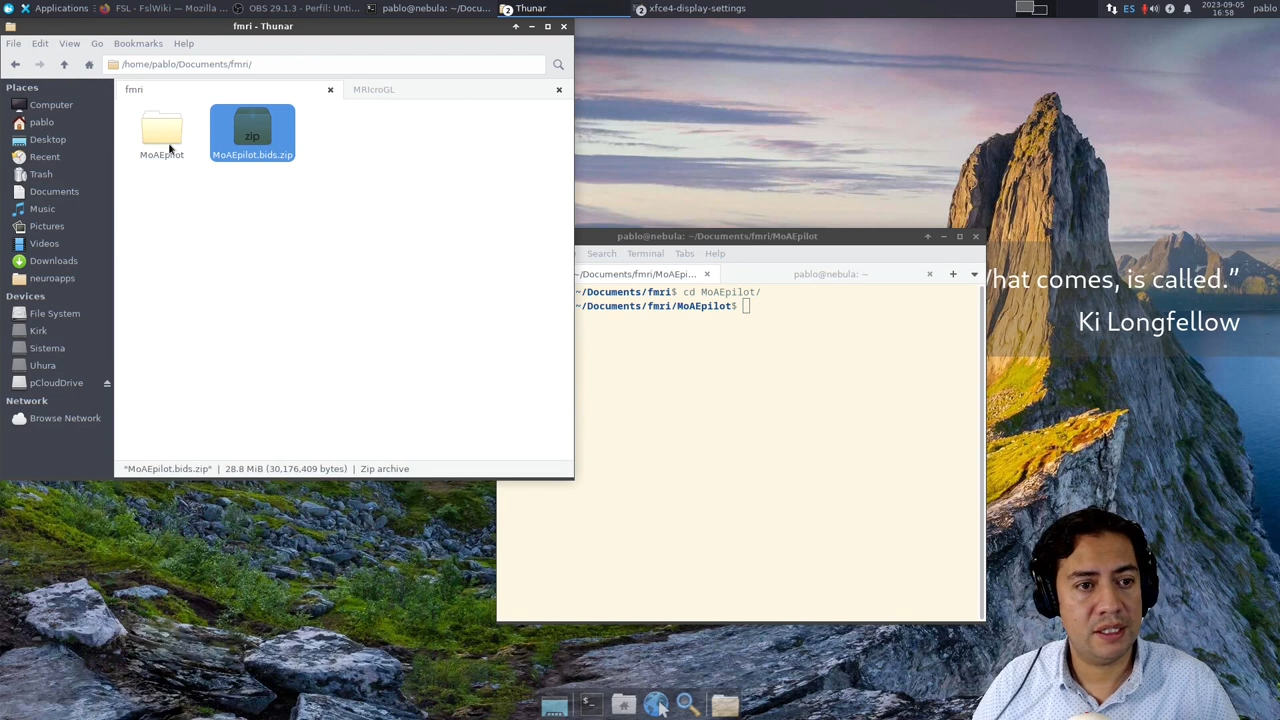 Applications
FSL - FslWiki — Mozilla ...
OBS 29.1.3 - Perfil: Unti...
pablo@nebula: ~/Docu...
2 Thunar
2 xfce4-display-settings
ES
2023-09-05
16:58
pablo
fmri - Thunar
File Edit View Go Bookmarks Help
/home/pablo/Documents/fmri/
Places
Computer
pablo
Desktop
Recent
Trash
Documents
Music
Pictures
Videos
Downloads
neuroapps
Devices
File System
Kirk
Sistema
Uhura
pCloudDrive
Network
Browse Network
fmri
MRIcroGL
MoAEpilot
zip
MoAEpilot.bids.zip
"MoAEpilot.bids.zip" | 28.8 MiB (30,176,409 bytes) | Zip archive
pablo@nebula: ~/Documents/fmri/MoAEpilot
Search Terminal Tabs Help
~/Documents/fmri/MoAEpi...
pablo@nebula: ~
~/Documents/fmri$ cd MoAEpilot/
~/Documents/fmri/MoAEpilot$
What comes, is called.”
Ki Longfellow
$_